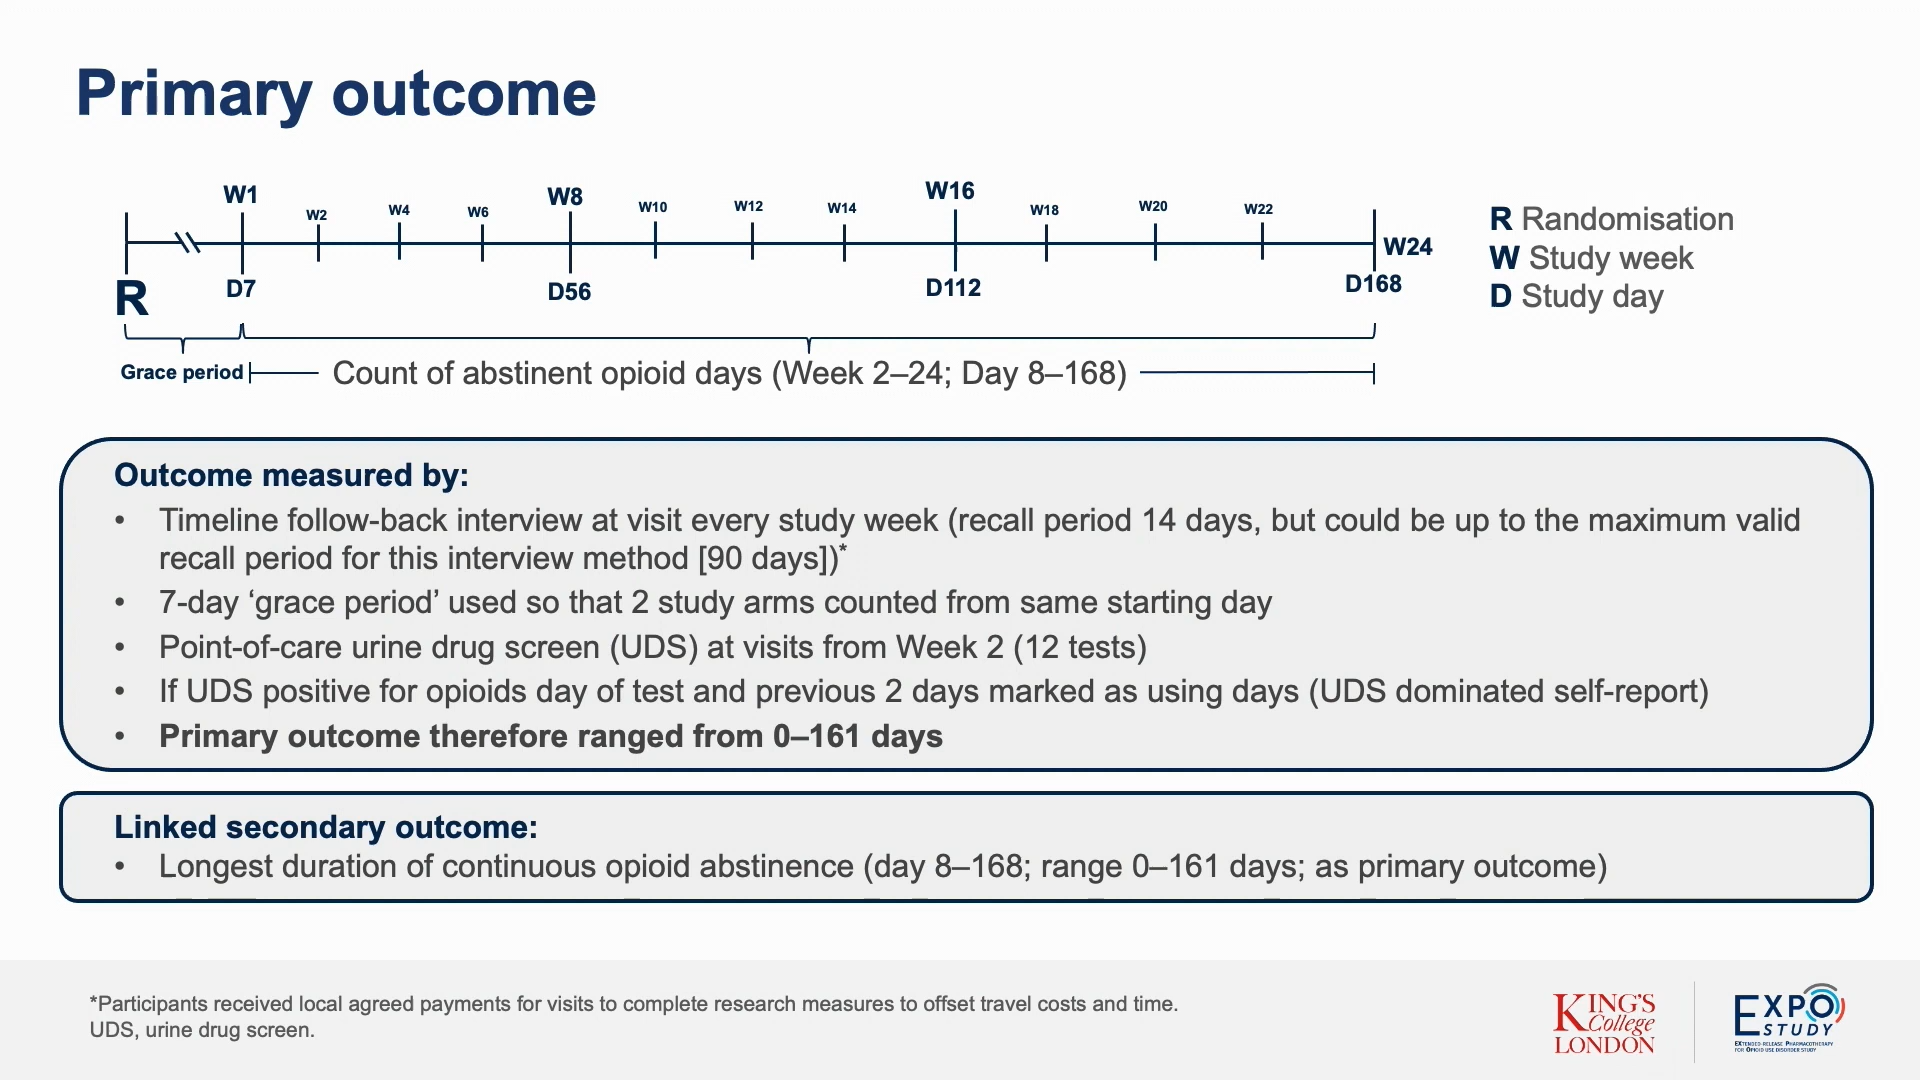 Primary outcome
W1 W2 W4 W6 W8 W10 W12 W14 W16 W18 W20 W22 W24
R D7 D56 D112 D168
R Randomisation
W Study week
D Study day
Grace period
Count of abstinent opioid days (Week 2–24; Day 8–168)
Outcome measured by:
• Timeline follow-back interview at visit every study week (recall period 14 days, but could be up to the maximum valid
recall period for this interview method [90 days])*
• 7-day ‘grace period’ used so that 2 study arms counted from same starting day
• Point-of-care urine drug screen (UDS) at visits from Week 2 (12 tests)
• If UDS positive for opioids day of test and previous 2 days marked as using days (UDS dominated self-report)
• Primary outcome therefore ranged from 0–161 days
Linked secondary outcome:
• Longest duration of continuous opioid abstinence (day 8–168; range 0–161 days; as primary outcome)
*Participants received local agreed payments for visits to complete research measures to offset travel costs and time.
UDS, urine drug screen.
KING'S
College
LONDON
EXPO
STUDY
EXTENDED-RELEASE PHARMACOTHERAPY
FOR OPIOID USE DISORDER STUDY